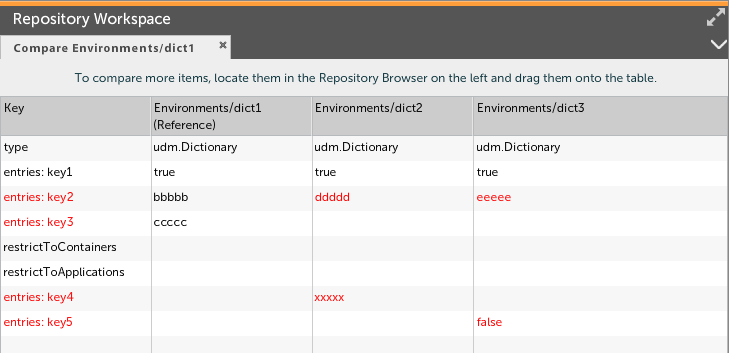 Repository Workspace
Compare Environments/dict1 ×
To compare more items, locate them in the Repository Browser on the left and drag them onto the table.
Key Environments/dict1 Environments/dict2 Environments/dict3
(Reference)
type udm.Dictionary udm.Dictionary udm.Dictionary
entries: key1 true true true
entries: key2 bbbbb ddddd eeeee
entries: key3 ccccc
restrictToContainers
restrictToApplications
entries: key4 xxxxx
entries: key5 false